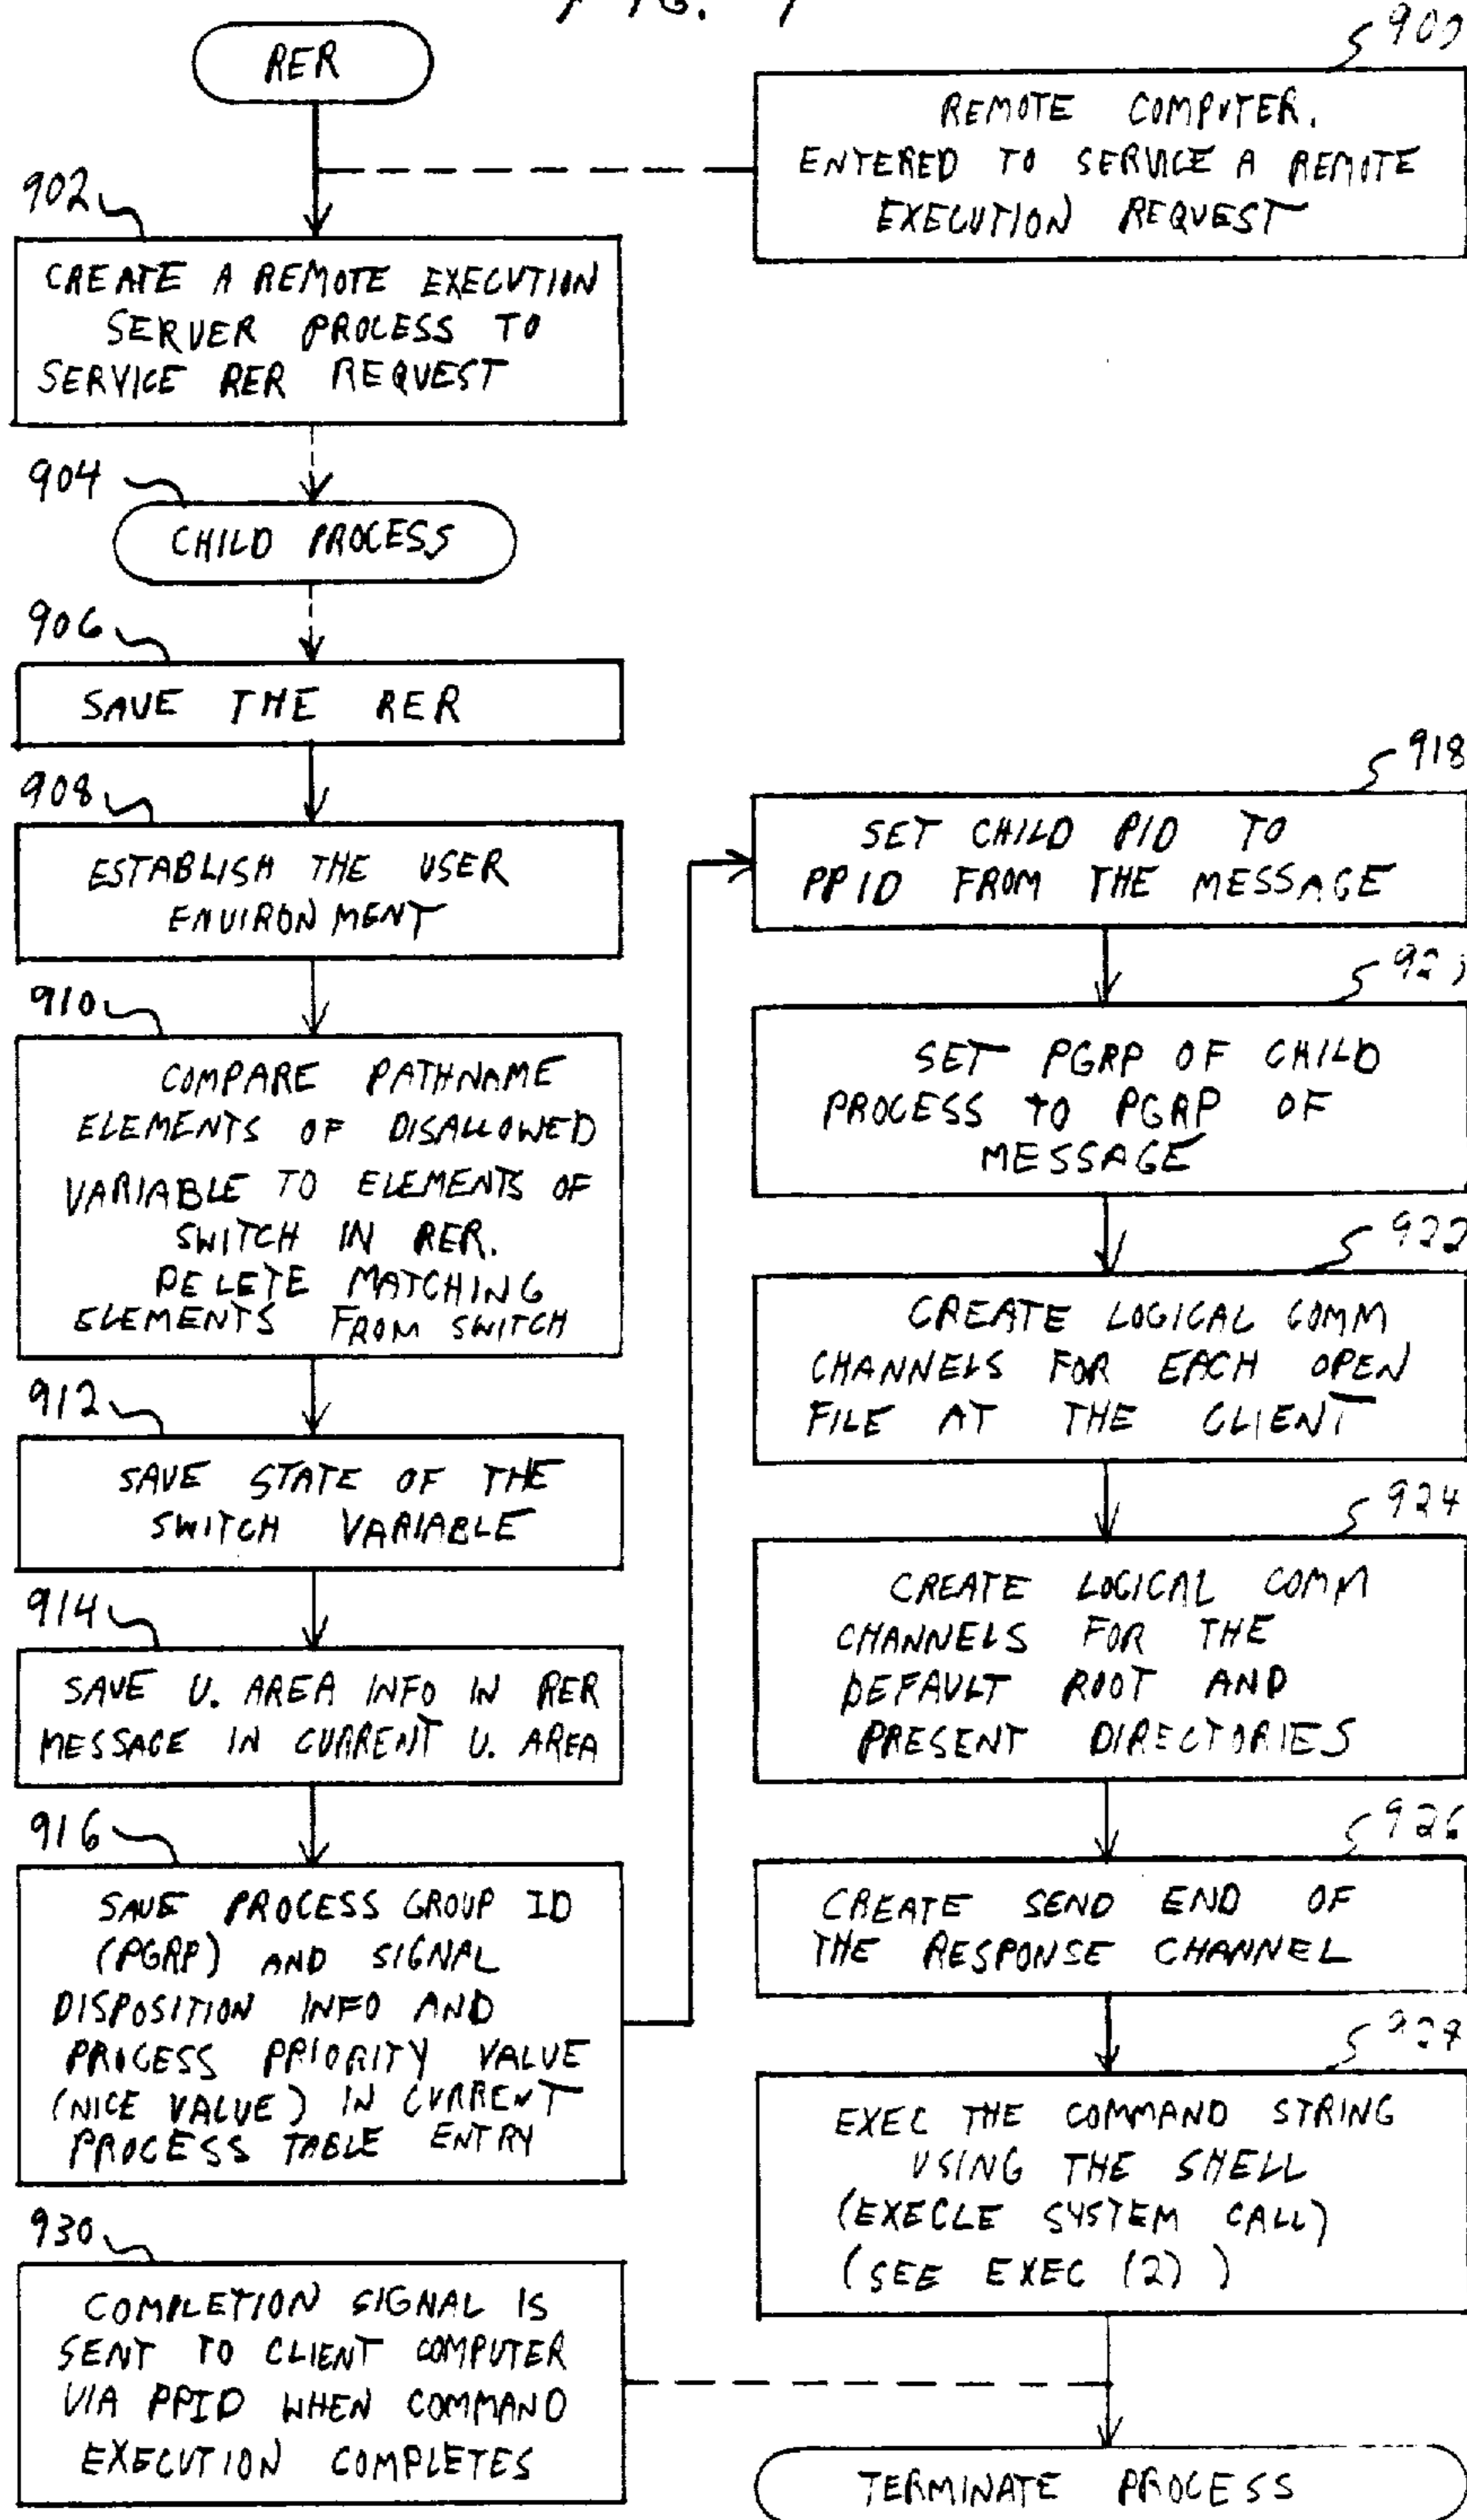 RER
REMOTE COMPUTER.
ENTERED TO SERVICE A REMOTE
EXECUTION REQUEST
902
CREATE A REMOTE EXECUTION
SERVER PROCESS TO
SERVICE RER REQUEST
904
CHILD PROCESS
906
SAVE THE RER
908
ESTABLISH THE USER
ENVIRONMENT
910
COMPARE PATHNAME
ELEMENTS OF DISALLOWED
VARIABLE TO ELEMENTS OF
SWITCH IN RER.
DELETE MATCHING
ELEMENTS FROM SWITCH
912
SAVE STATE OF THE
SWITCH VARIABLE
914
SAVE U. AREA INFO IN RER
MESSAGE IN CURRENT U. AREA
916
SAVE PROCESS GROUP ID
(PGRP) AND SIGNAL
DISPOSITION INFO AND
PROCESS PRIORITY VALUE
(NICE VALUE) IN CURRENT
PROCESS TABLE ENTRY
918
SET CHILD PID TO
PPID FROM THE MESSAGE
SET PGRP OF CHILD
PROCESS TO PGRP OF
MESSAGE
922
CREATE LOGICAL COMM
CHANNELS FOR EACH OPEN
FILE AT THE CLIENT
924
CREATE LOGICAL COMM
CHANNELS FOR THE
DEFAULT ROOT AND
PRESENT DIRECTORIES
926
CREATE SEND END OF
THE RESPONSE CHANNEL
EXEC THE COMMAND STRING
USING THE SHELL
(EXECLE SYSTEM CALL)
(SEE EXEC (2) )
930
COMPLETION SIGNAL IS
SENT TO CLIENT COMPUTER
VIA PPID WHEN COMMAND
EXECUTION COMPLETES
TERMINATE PROCESS